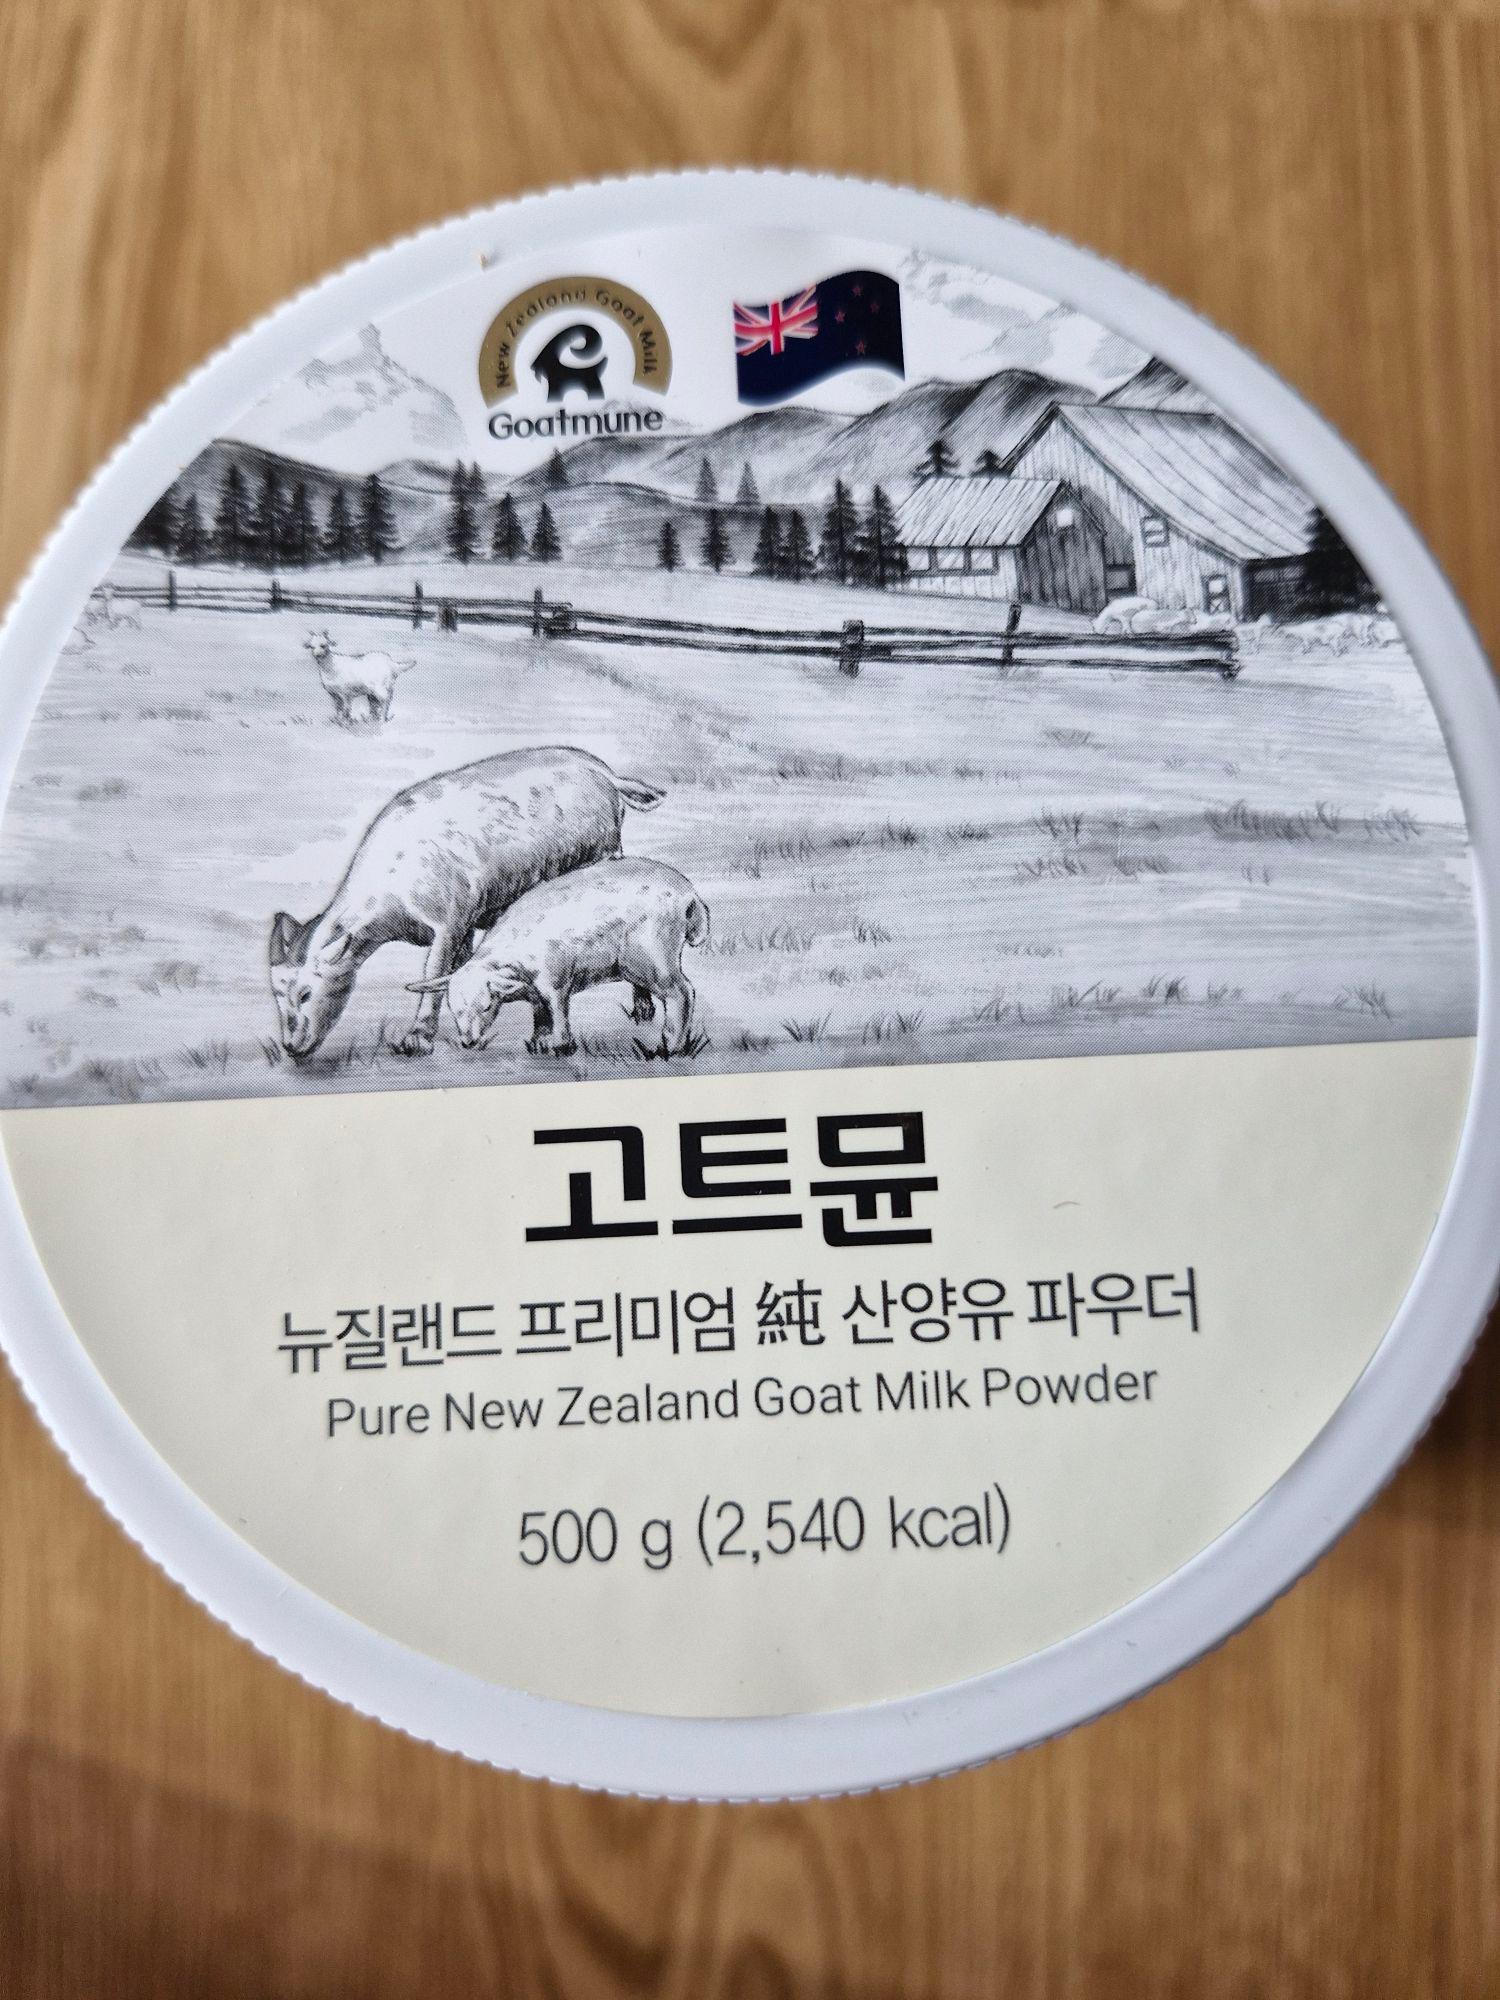 New Zealand Goat Milk
Goatmune
고트뮨
뉴질랜드 프리미엄 純 산양유 파우더
Pure New Zealand Goat Milk Powder
500 g (2,540 kcal)